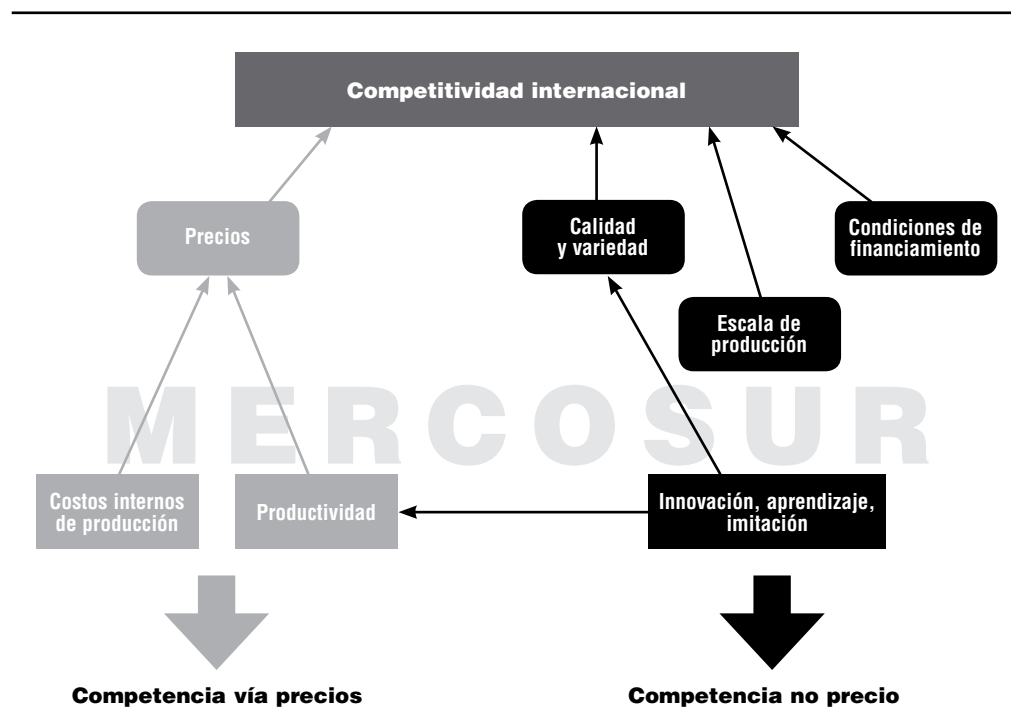 Competitividad internacional
Precios
Calidad
y variedad
Condiciones de
financiamiento
Escala de
producción
MERCOSUR
Costos internos
de producción
Productividad
Innovación, aprendizaje,
imitación
Competencia vía precios
Competencia no precio